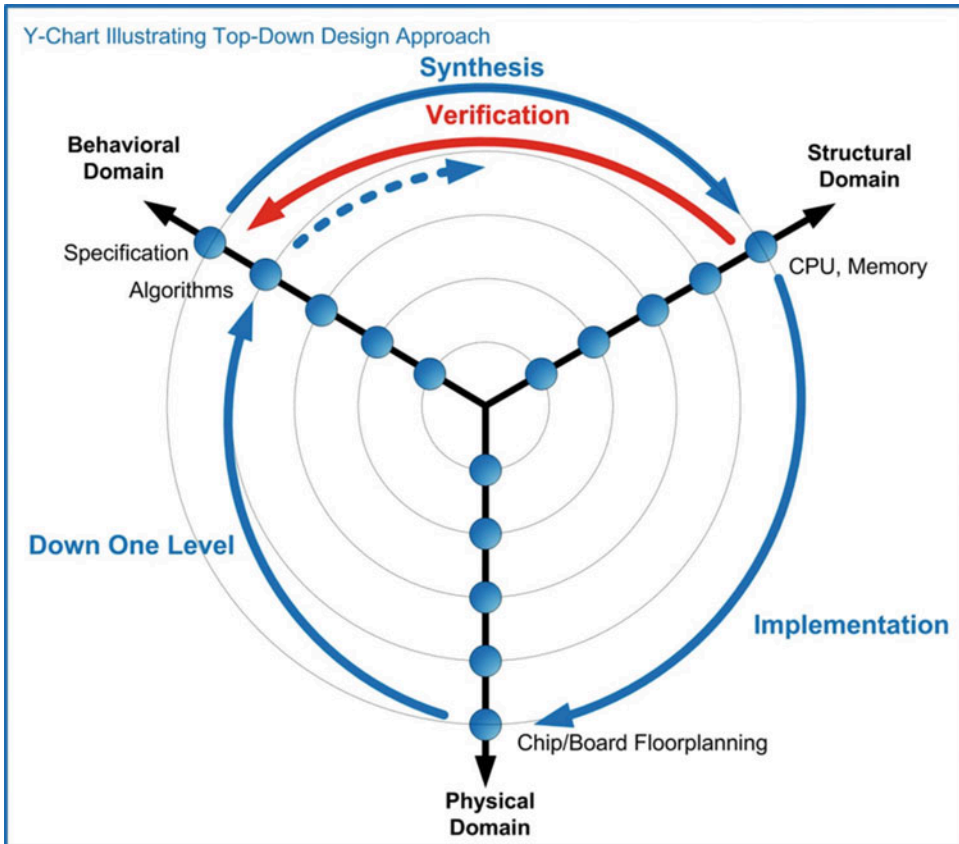 Y-Chart Illustrating Top-Down Design Approach
Synthesis
Verification
Behavioral
Domain
Structural
Domain
Specification
CPU, Memory
Algorithms
Down One Level
Implementation
Chip/Board Floorplanning
Physical
Domain